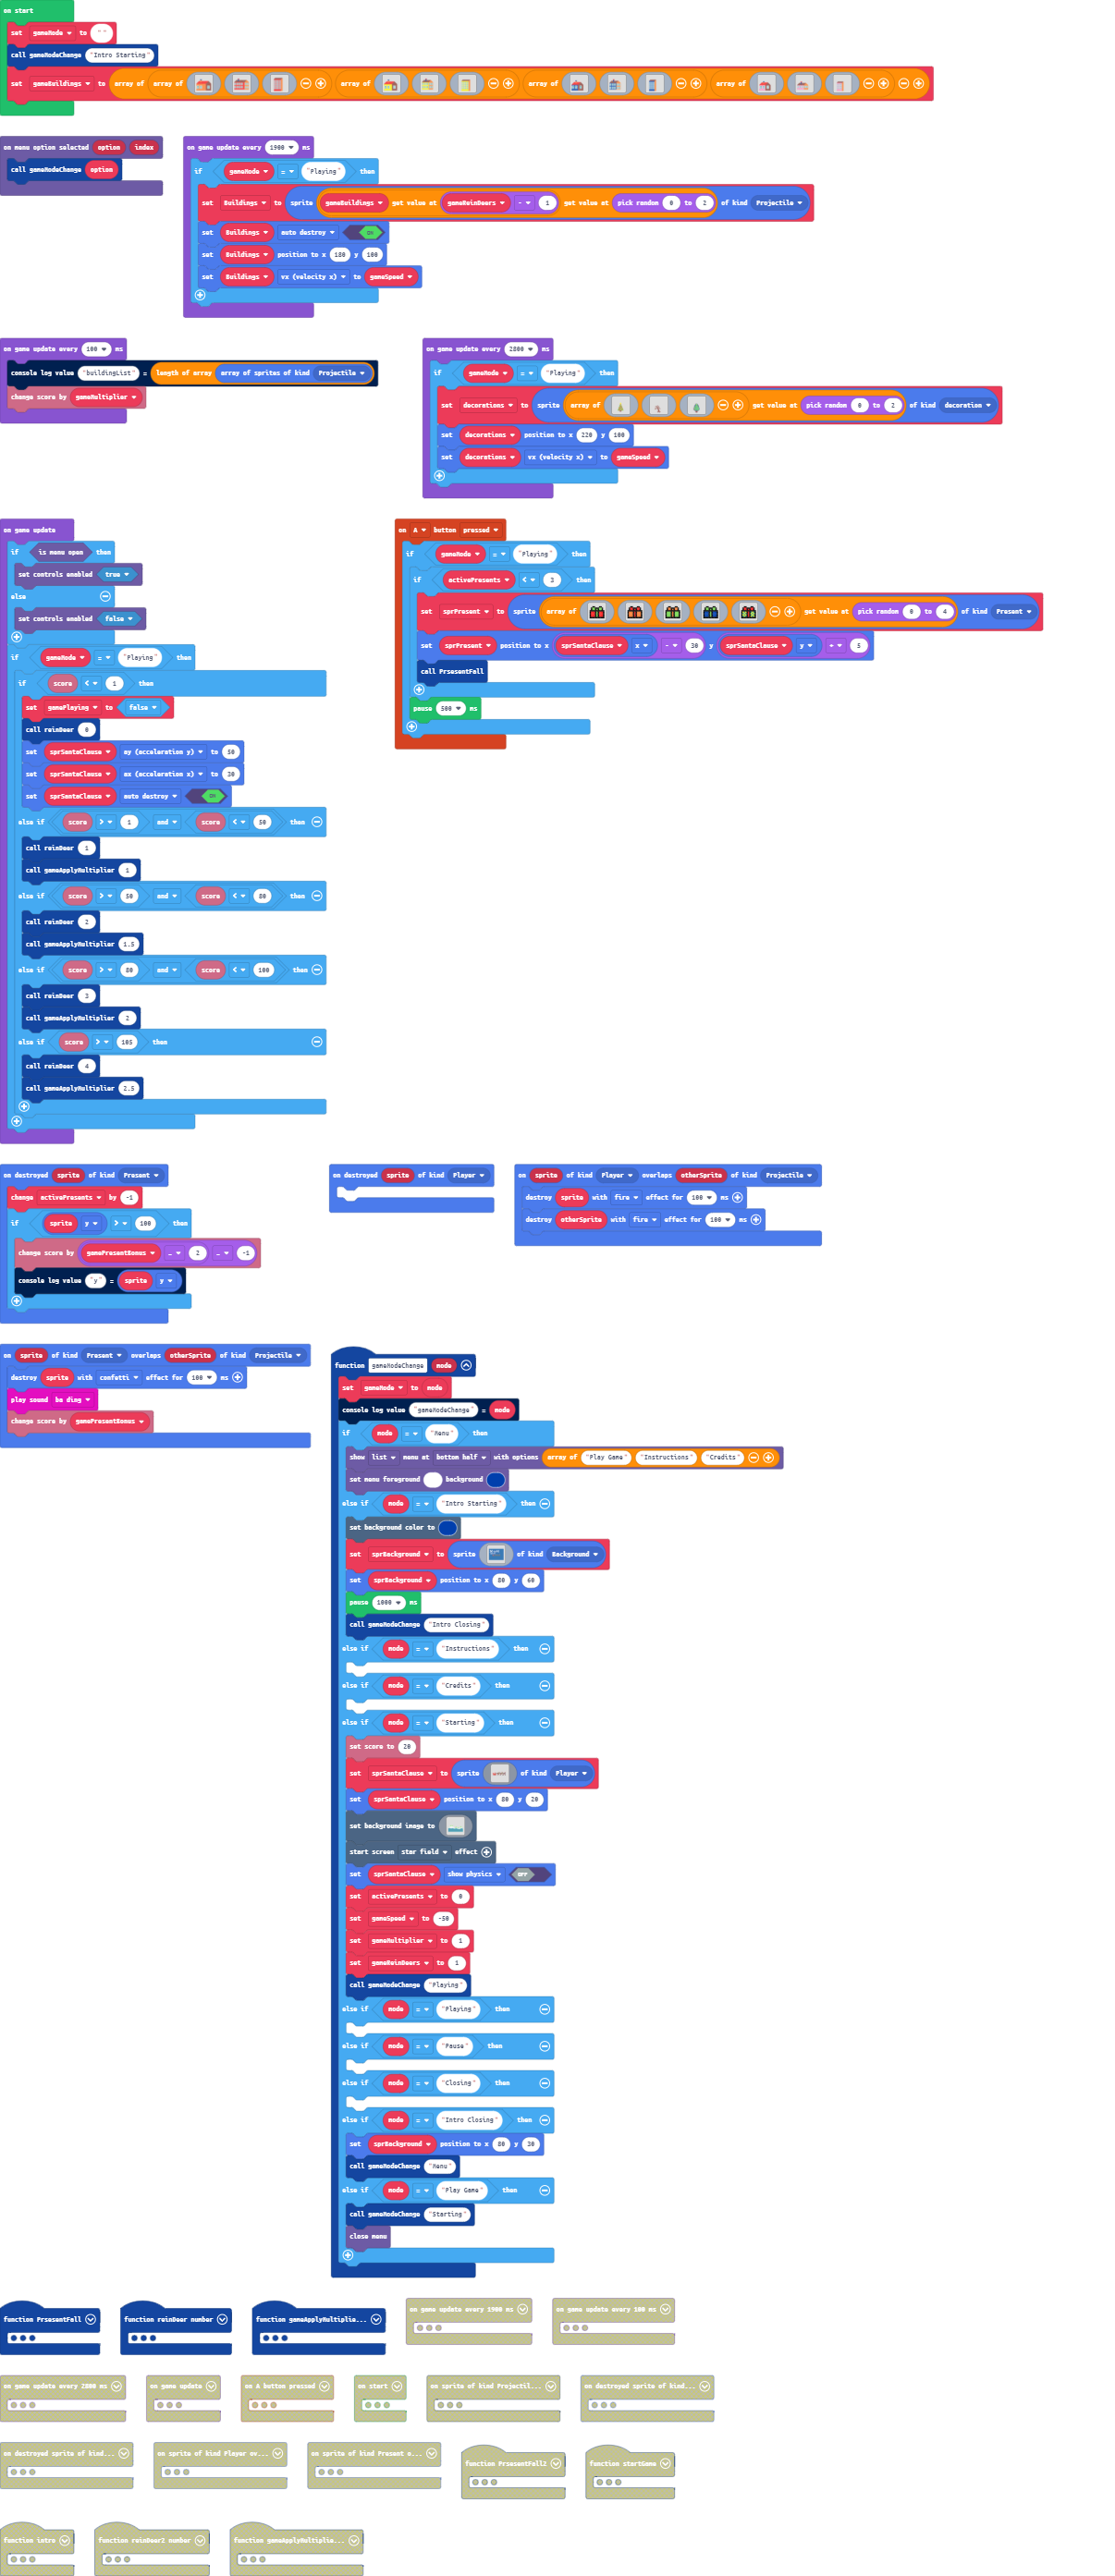 on start
set gameMode to " "
call gameModeChange "Intro Starting"
set gameBuildings to array of array of array of array of array of
on menu option selected option index
call gameModeChange option
on game update every 1900 ms
if gameMode = "Playing" then
set Buildings to sprite gameBuildings get value at gameReinDeers - 1 get value at pick random 0 to 2 of kind Projectile
set Buildings auto destroy ON
set Buildings position to x 180 y 100
set Buildings vx (velocity x) to gameSpeed
on game update every 100 ms
console log value "buildingList" = length of array array of sprites of kind Projectile
change score by gameMultiplier
on game update every 2800 ms
if gameMode = "Playing" then
set decorations to sprite array of get value at pick random 0 to 2 of kind decoration
set decorations position to x 220 y 100
set decorations vx (velocity x) to gameSpeed
on game update
if is menu open then
set controls enabled true
else
set controls enabled false
if gameMode = "Playing" then
if score < 1 then
set gamePlaying to false
call reinDeer 0
set sprSantaClause ay (acceleration y) to 50
set sprSantaClause ax (acceleration x) to 30
set sprSantaClause auto destroy ON
else if score > 1 and score < 50 then
call reinDeer 1
call gameApplyMultiplier 1
else if score > 50 and score < 80 then
call reinDeer 2
call gameApplyMultiplier 1.5
else if score > 80 and score < 100 then
call reinDeer 3
call gameApplyMultiplier 2
else if score > 105 then
call reinDeer 4
call gameApplyMultiplier 2.5
on A button pressed
if gameMode = "Playing" then
if activePresents < 3 then
set sprPresent to sprite array of get value at pick random 0 to 4 of kind Present
set sprPresent position to x sprSantaClause x - 30 y sprSantaClause y + 5
call PrsesentFall
pause 500 ms
on destroyed sprite of kind Present
change activePresents by -1
if sprite y > 100 then
change score by gamePresentBonus 2 -1
console log value "y" = sprite y
on destroyed sprite of kind Player
on sprite of kind Player overlaps otherSprite of kind Projectile
destroy sprite with fire effect for 100 ms
destroy otherSprite with fire effect for 100 ms
on sprite of kind Present overlaps otherSprite of kind Projectile
destroy sprite with confetti effect for 100 ms
play sound ba ding
change score by gamePresentBonus
function gameModeChange mode
set gameMode to mode
console log value "gameModeChange" = mode
if mode = "Menu" then
show list menu at bottom half with options array of "Play Game" "Instructions" "Credits"
set menu foreground background
else if mode = "Intro Starting" then
set background color to
set sprBackground to sprite of kind Background
set sprBackground position to x 80 y 60
pause 1000 ms
call gameModeChange "Intro Closing"
else if mode = "Instructions" then
else if mode = "Credits" then
else if mode = "Starting" then
set score to 20
set sprSantaClause to sprite of kind Player
set sprSantaClause position to x 80 y 20
set background image to
start screen star field effect
set sprSantaClause show physics OFF
set activePresents to 0
set gameSpeed to -50
set gameMultiplier to 1
set gameReinDeers to 1
call gameModeChange "Playing"
else if mode = "Playing" then
else if mode = "Pause" then
else if mode = "Closing" then
else if mode = "Intro Closing" then
set sprBackground position to x 80 y 30
call gameModeChange "Menu"
else if mode = "Play Game" then
call gameModeChange "Starting"
close menu
function PrsesentFall
function reinDeer number
function gameApplyMultiplie...
on game update every 1900 ms
on game update every 100 ms
on game update every 2800 ms
on game update
on A button pressed
on start
on sprite of kind Projectil...
on destroyed sprite of kind...
on destroyed sprite of kind...
on sprite of kind Player ov...
on sprite of kind Present o...
function PrsesentFall2
function startGame
function intro
function reinDeer2 number
function gameApplyMultiplie...